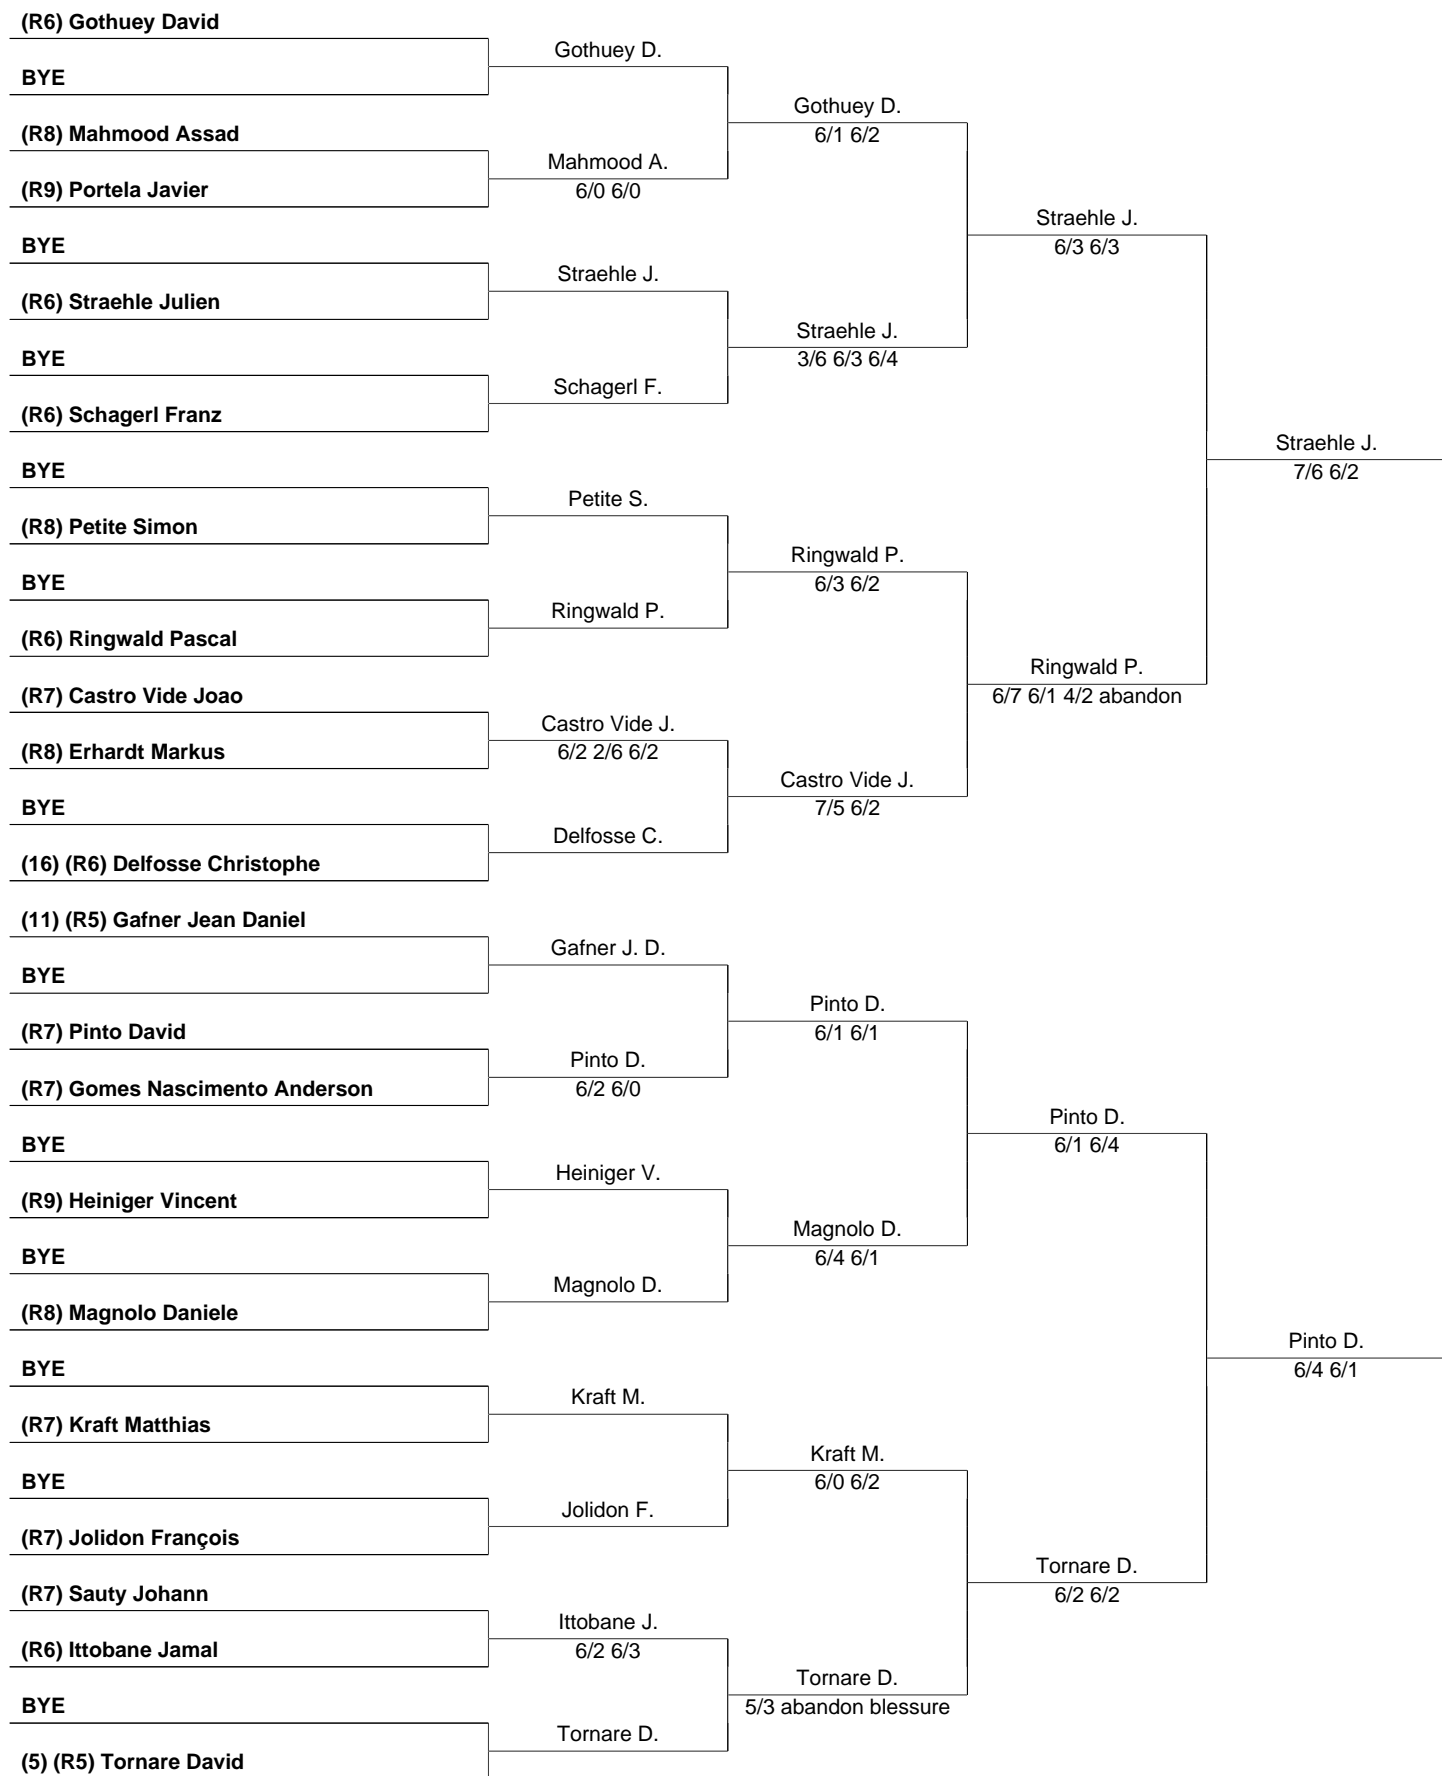 (R6) Gothuey David
Gothuey D.
BYE
Gothuey D.
6/1 6/2
(R8) Mahmood Assad
Mahmood A.
6/0 6/0
(R9) Portela Javier
Straehle J.
6/3 6/3
BYE
Straehle J.
(R6) Straehle Julien
Straehle J.
3/6 6/3 6/4
BYE
Schagerl F.
(R6) Schagerl Franz
Straehle J.
7/6 6/2
BYE
Petite S.
(R8) Petite Simon
Ringwald P.
6/3 6/2
BYE
Ringwald P.
(R6) Ringwald Pascal
Ringwald P.
6/7 6/1 4/2 abandon
(R7) Castro Vide Joao
Castro Vide J.
6/2 2/6 6/2
(R8) Erhardt Markus
Castro Vide J.
7/5 6/2
BYE
Delfosse C.
(16) (R6) Delfosse Christophe
(11) (R5) Gafner Jean Daniel
Gafner J. D.
BYE
Pinto D.
6/1 6/1
(R7) Pinto David
Pinto D.
6/2 6/0
(R7) Gomes Nascimento Anderson
Pinto D.
6/1 6/4
BYE
Heiniger V.
(R9) Heiniger Vincent
Magnolo D.
6/4 6/1
BYE
Magnolo D.
(R8) Magnolo Daniele
Pinto D.
6/4 6/1
BYE
Kraft M.
(R7) Kraft Matthias
Kraft M.
6/0 6/2
BYE
Jolidon F.
(R7) Jolidon François
Tornare D.
6/2 6/2
(R7) Sauty Johann
Ittobane J.
6/2 6/3
(R6) Ittobane Jamal
Tornare D.
5/3 abandon blessure
BYE
Tornare D.
(5) (R5) Tornare David